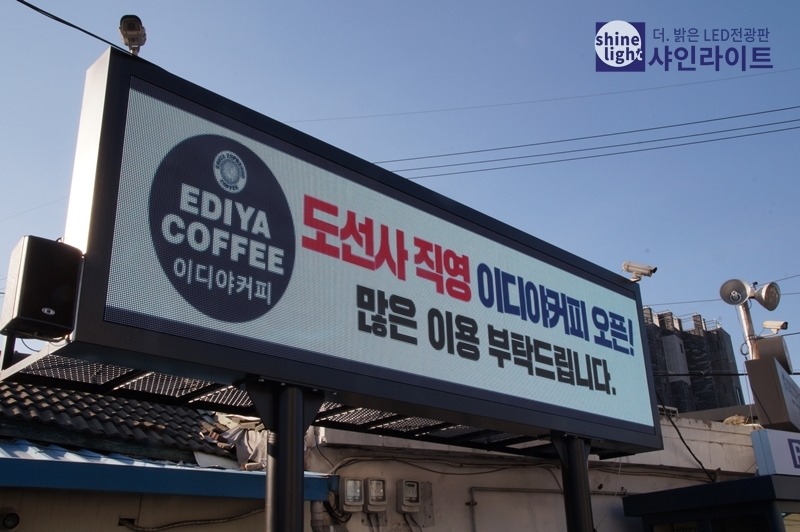 shine
light
더. 밝은 LED전광판
샤인라이트
EDIYA
COFFEE
이디야커피
도선사 직영 이디야커피 오픈!
많은 이용 부탁드립니다.
P